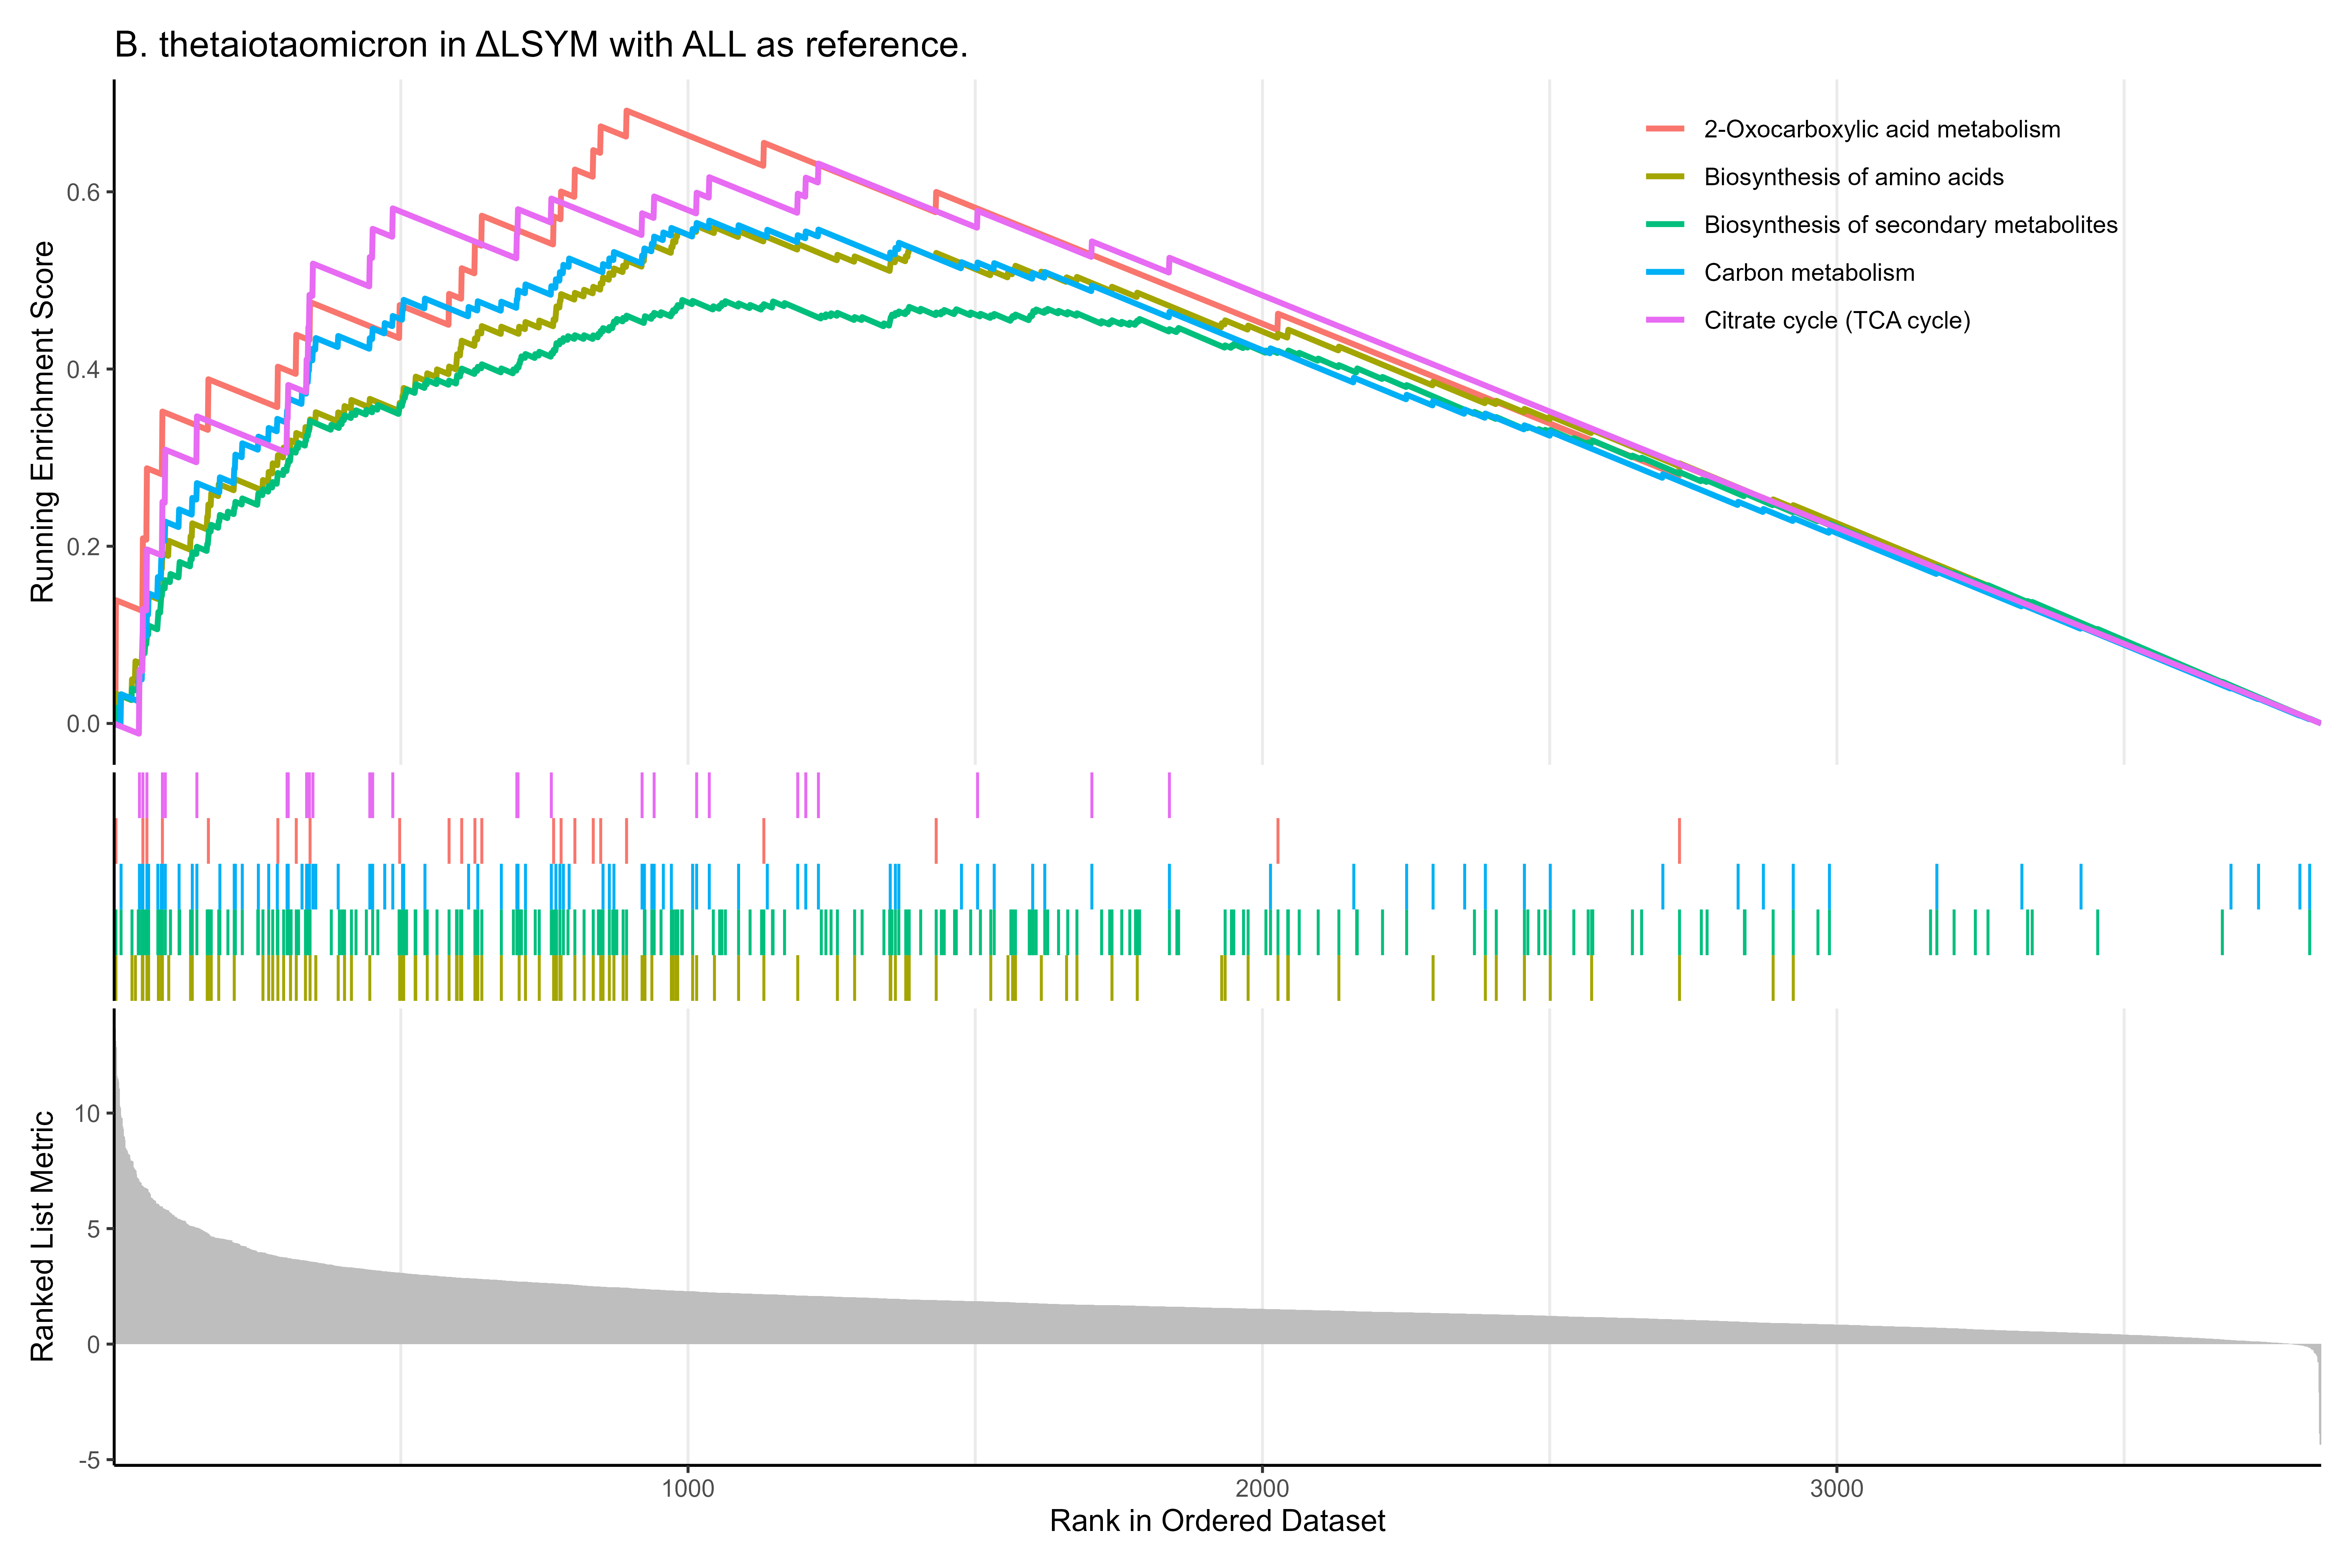 B. thetaiotaomicron in ΔLSYM with ALL as reference.
Running Enrichment Score
0.6
0.4
0.2
0.0
2-Oxocarboxylic acid metabolism
Biosynthesis of amino acids
Biosynthesis of secondary metabolites
Carbon metabolism
Citrate cycle (TCA cycle)
Ranked List Metric
10
5
0
-5
1000
2000
3000
Rank in Ordered Dataset